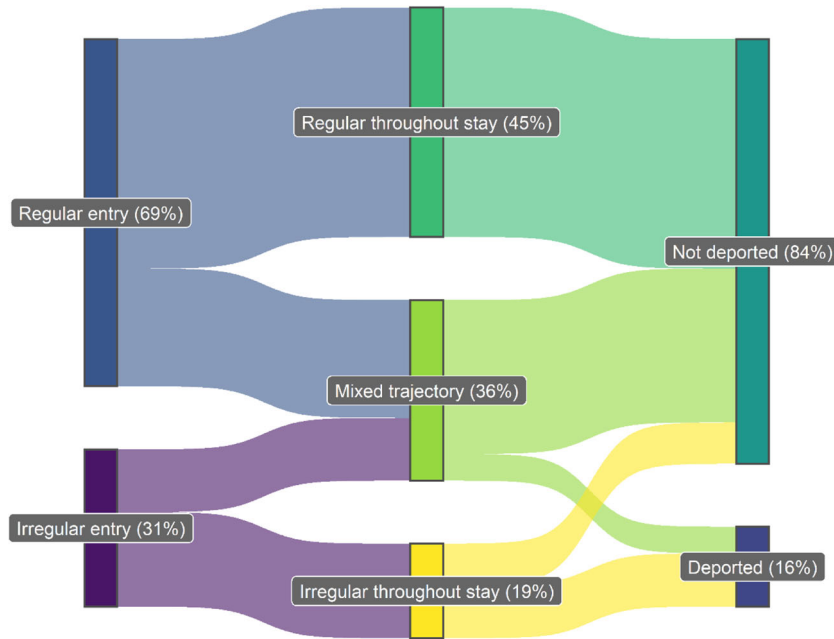 Regular throughout stay (45%)
Regular entry (69%)
Not deported (84%)
Mixed trajectory (36%)
Irregular entry (31%)
Deported (16%)
Irregular throughout stay (19%)